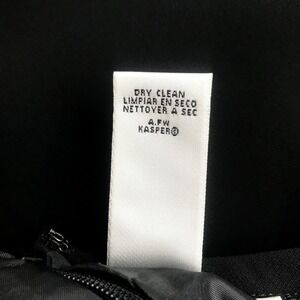 DRY CLEAN
LIMPIAR EN SECO
NETTOYER A SEC
A.FW
KASPER®